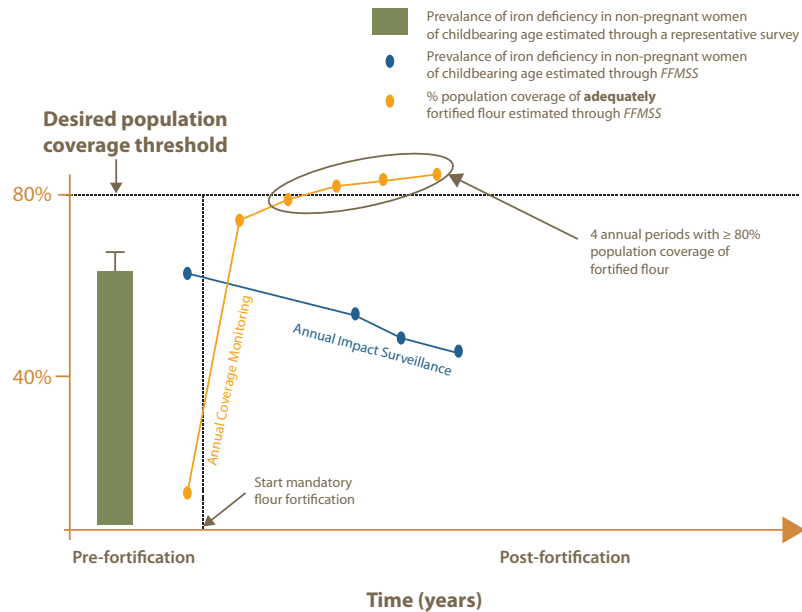 Prevalance of iron deficiency in non-pregnant women
of childbearing age estimated through a representative survey
Prevalance of iron deficiency in non-pregnant women
of childbearing age estimated through FFMSS
% population coverage of adequately
fortified flour estimated through FFMSS
Desired population
coverage threshold
80%
4 annual periods with ≥ 80%
population coverage of
fortified flour
Annual Coverage Monitoring
Annual Impact Surveillance
40%
Start mandatory
flour fortification
Pre-fortification
Post-fortification
Time (years)